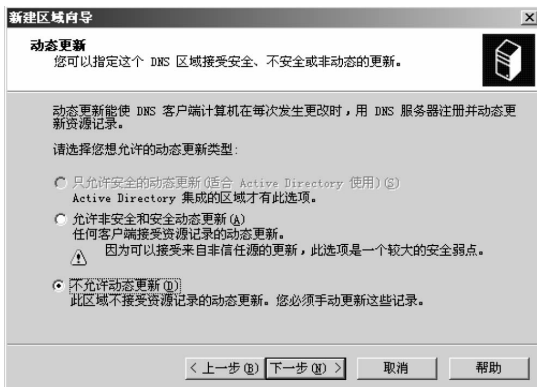 新建区域向导
动态更新
您可以指定这个 DNS 区域接受安全、不安全或非动态的更新。
动态更新能使 DNS 客户端计算机在每次发生更改时，用 DNS 服务器注册并动态更
新资源记录。
请选择您想允许的动态更新类型:
只允许安全的动态更新(适合 Active Directory 使用)(S)
Active Directory 集成的区域才有此选项。
允许非安全和安全动态更新(A)
任何客户端接受资源记录的动态更新。
因为可以接受来自非信任源的更新，此选项是一个较大的安全弱点。
不允许动态更新(D)
此区域不接受资源记录的动态更新。您必须手动更新这些记录。
< 上一步(B) 下一步(N) > 取消 帮助